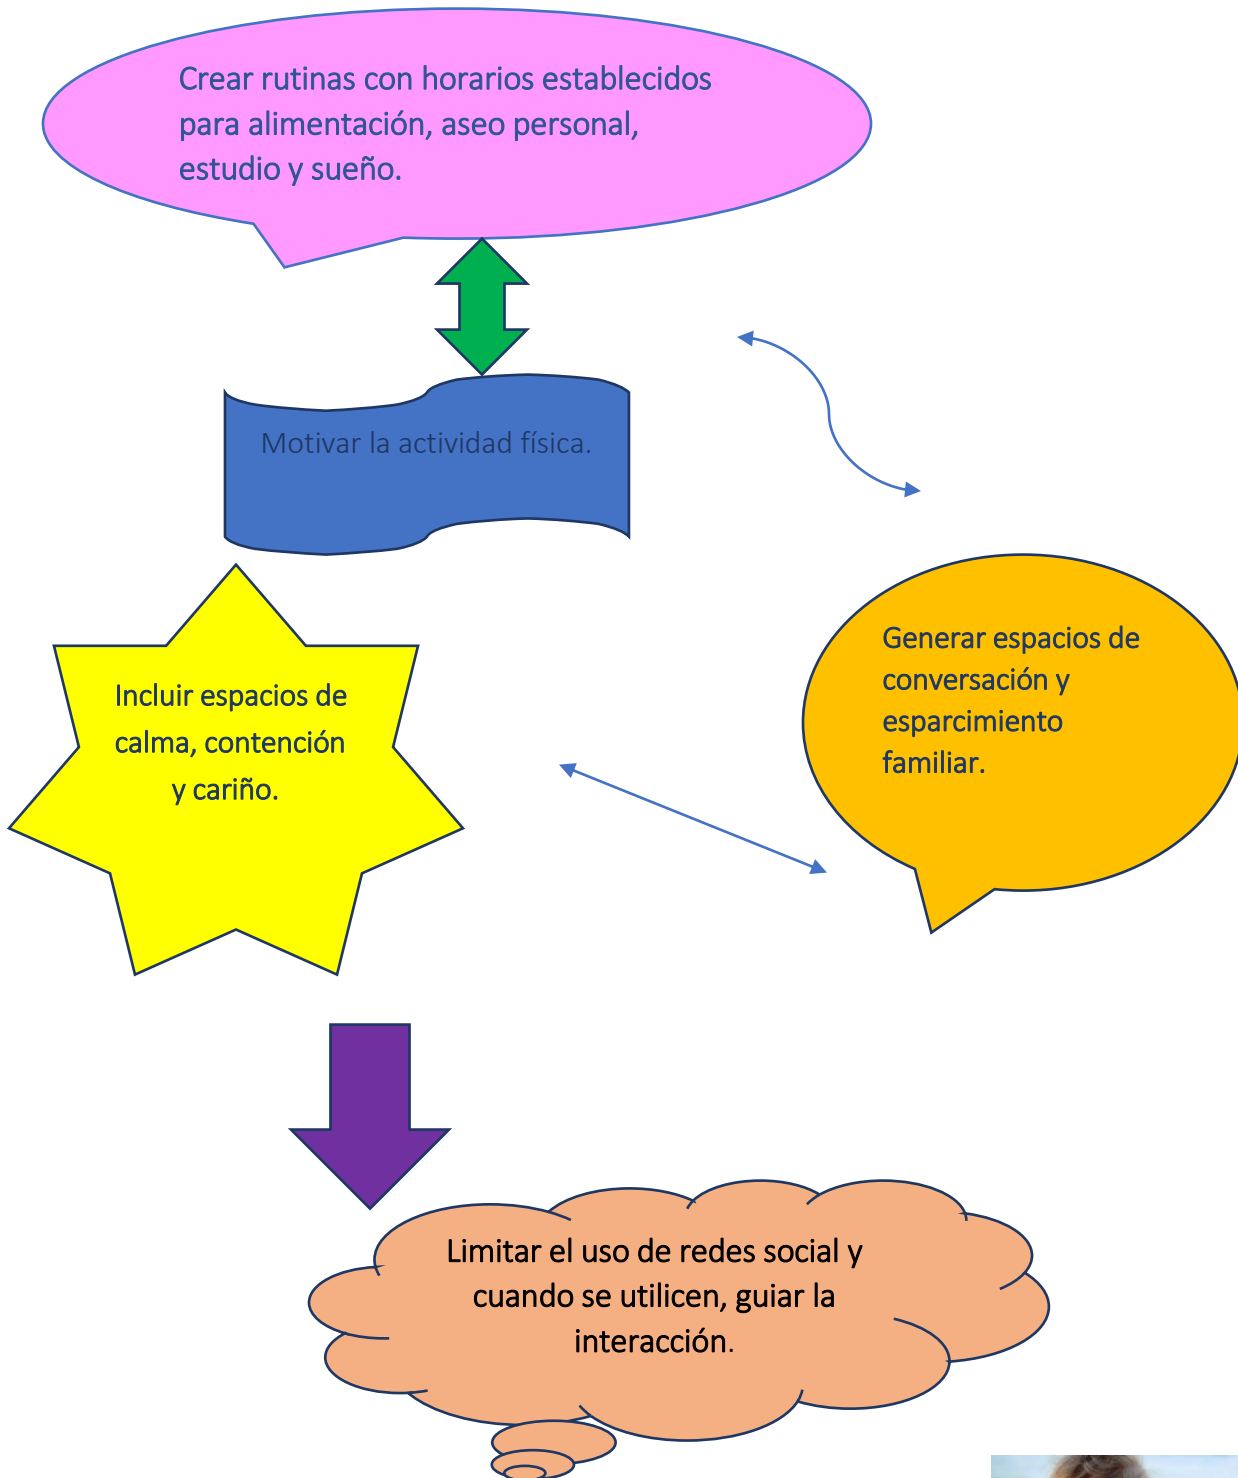 Crear rutinas con horarios establecidos
para alimentación, aseo personal,
estudio y sueño.
Motivar la actividad física.
Generar espacios de
conversación y
esparcimiento
familiar.
Incluir espacios de
calma, contención
y cariño.
Limitar el uso de redes social y
cuando se utilicen, guiar la
interacción.